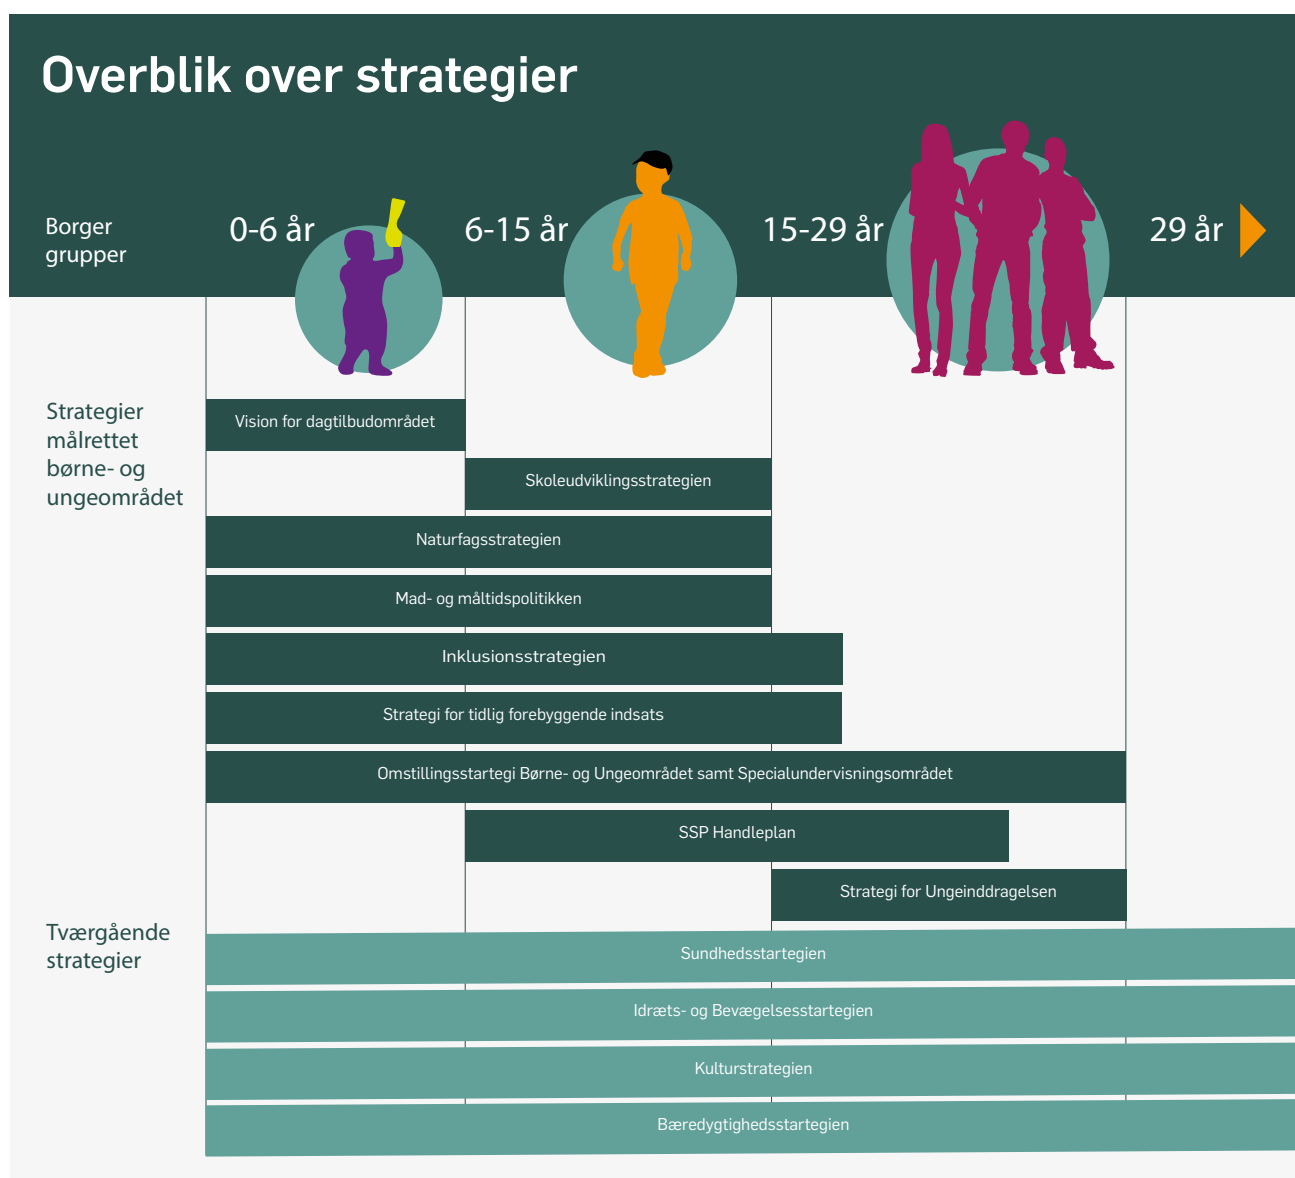 Overblik over strategier
Borger
grupper
0-6 år
6-15 år
15-29 år
29 år
Strategier
målrettet
børne- og
ungeområdet
Vision for dagtilbudområdet
Skoleudviklingsstrategien
Naturfagsstrategien
Mad- og måltidspolitikken
Inklusionsstrategien
Strategi for tidlig forebyggende indsats
Omstillingsstartegi Børne- og Ungeområdet samt Specialundervisningsområdet
SSP Handleplan
Strategi for Ungeinddragelsen
Tværgående
strategier
Sundhedsstartegien
Idræts- og Bevægelsesstartegien
Kulturstrategien
Bæredygtighedsstartegien